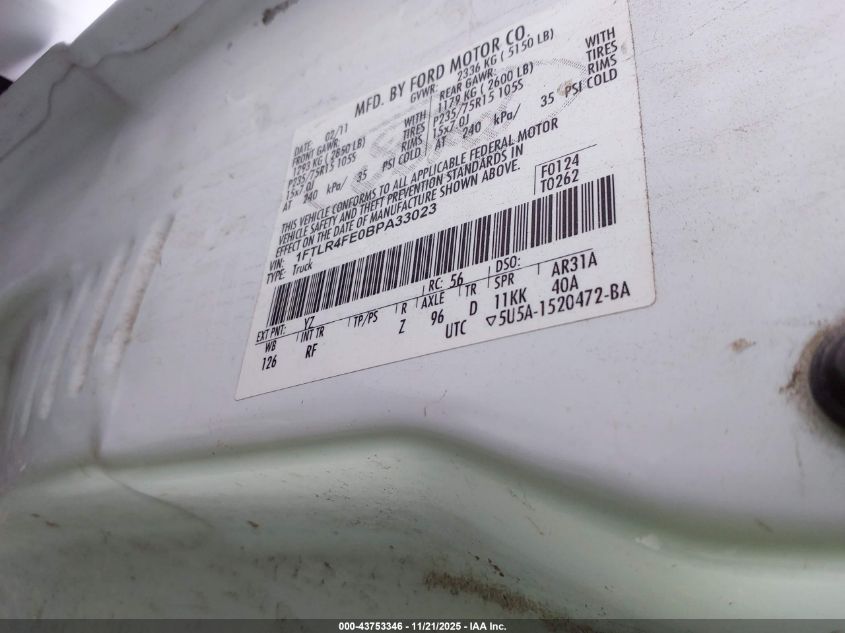 MFD. BY FORD MOTOR CO.
DATE: 02/11 GVWR: 2336 KG ( 5150 LB)
FRONT GAWR: REAR GAWR:
1293 KG ( 2850 LB) WITH 1179 KG ( 2600 LB) WITH
P235/75R15 105S TIRES P235/75R15 105S TIRES
15x7.0J RIMS 15x7.0J RIMS
AT 240 kPa/ 35 PSI COLD AT 240 kPa/ 35 PSI COLD
THIS VEHICLE CONFORMS TO ALL APPLICABLE FEDERAL MOTOR
VEHICLE SAFETY AND THEFT PREVENTION STANDARDS IN
EFFECT ON THE DATE OF MANUFACTURE SHOWN ABOVE.
VIN: 1FTLR4FE0BPA33023
TYPE: Truck
F0124
T0262
EXT PNT: YZ RC: 56 DSO: AR31A
WB INT TR TP/PS R AXLE TR SPR 40A
126 RF Z 96 D 11KK
UTC ▽5U5A-1520472-BA
000-43753346 - 11/21/2025 - IAA Inc.